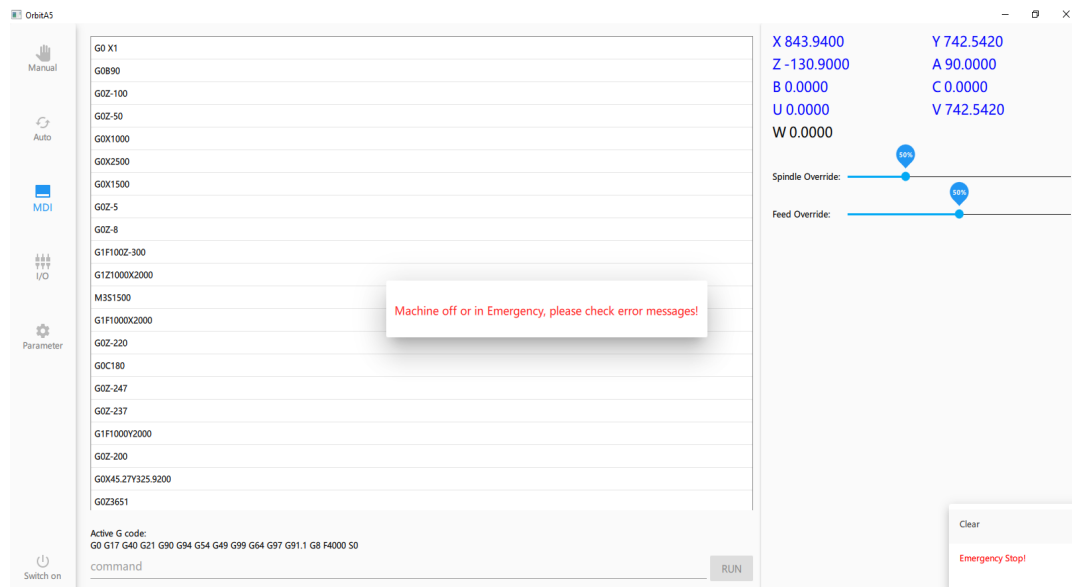 OrbitA5
Manual
Auto
MDI
I/O
Parameter
Switch on
G0 X1
G0B90
G0Z-100
G0Z-50
G0X1000
G0X2500
G0X1500
G0Z-5
G0Z-8
G1F100Z-300
G1Z1000X2000
M3S1500
G1F1000X2000
G0Z-220
G0C180
G0Z-247
G0Z-237
G1F1000Y2000
G0Z-200
G0X45.27Y325.9200
G0Z3651
Machine off or in Emergency, please check error messages!
Active G code:
G0 G17 G40 G21 G90 G94 G54 G49 G99 G64 G97 G91.1 G8 F4000 S0
command
RUN
X 843.9400 Y 742.5420
Z -130.9000 A 90.0000
B 0.0000 C 0.0000
U 0.0000 V 742.5420
W 0.0000
50%
Spindle Override:
50%
Feed Override:
Clear
Emergency Stop!